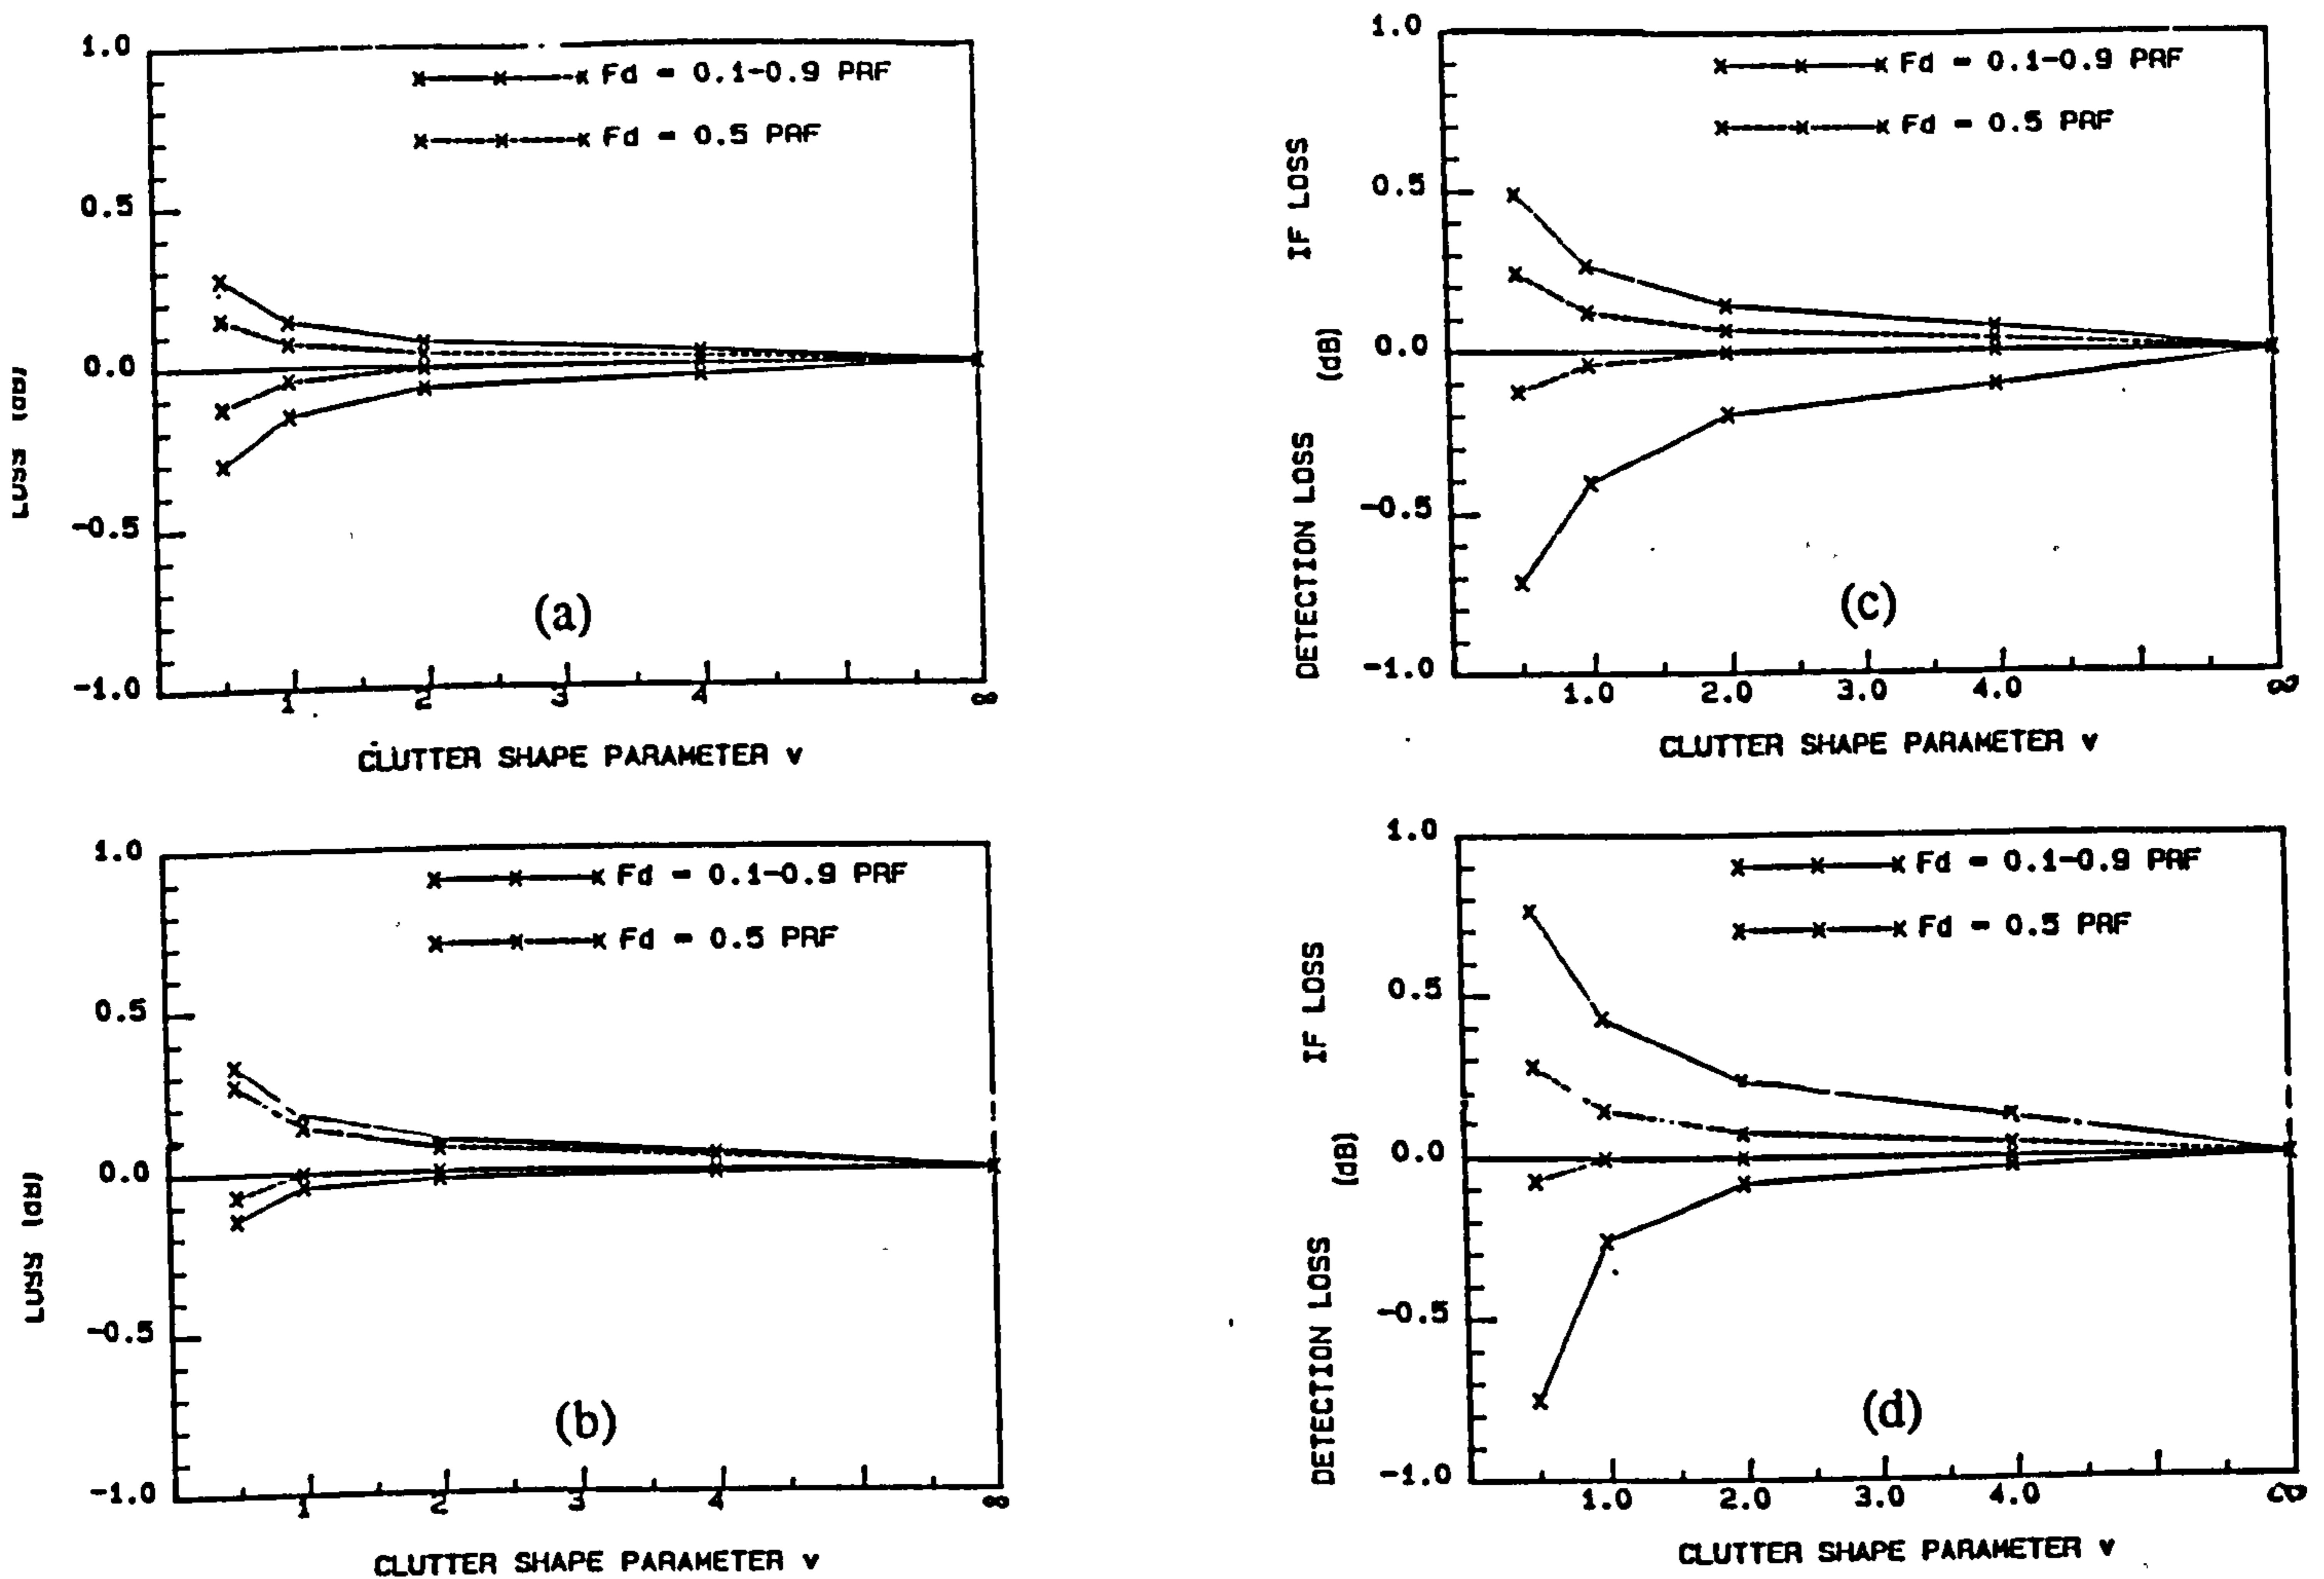 1.0
Fd = 0.1-0.9 PRF
Fd = 0.5 PRF
0.5
0.0
-0.5
-1.0
LOSS (dB)
(a)
1 2 3 4 ∞
CLUTTER SHAPE PARAMETER v
1.0
Fd = 0.1-0.9 PRF
Fd = 0.5 PRF
0.5
0.0
-0.5
-1.0
IF LOSS
(dB)
DETECTION LOSS
(c)
1.0 2.0 3.0 4.0 ∞
CLUTTER SHAPE PARAMETER v
1.0
Fd = 0.1-0.9 PRF
Fd = 0.5 PRF
0.5
0.0
-0.5
-1.0
LOSS (dB)
(b)
1 2 3 4 ∞
CLUTTER SHAPE PARAMETER v
1.0
Fd = 0.1-0.9 PRF
Fd = 0.5 PRF
0.5
0.0
-0.5
-1.0
IF LOSS
(dB)
DETECTION LOSS
(d)
1.0 2.0 3.0 4.0 ∞
CLUTTER SHAPE PARAMETER v